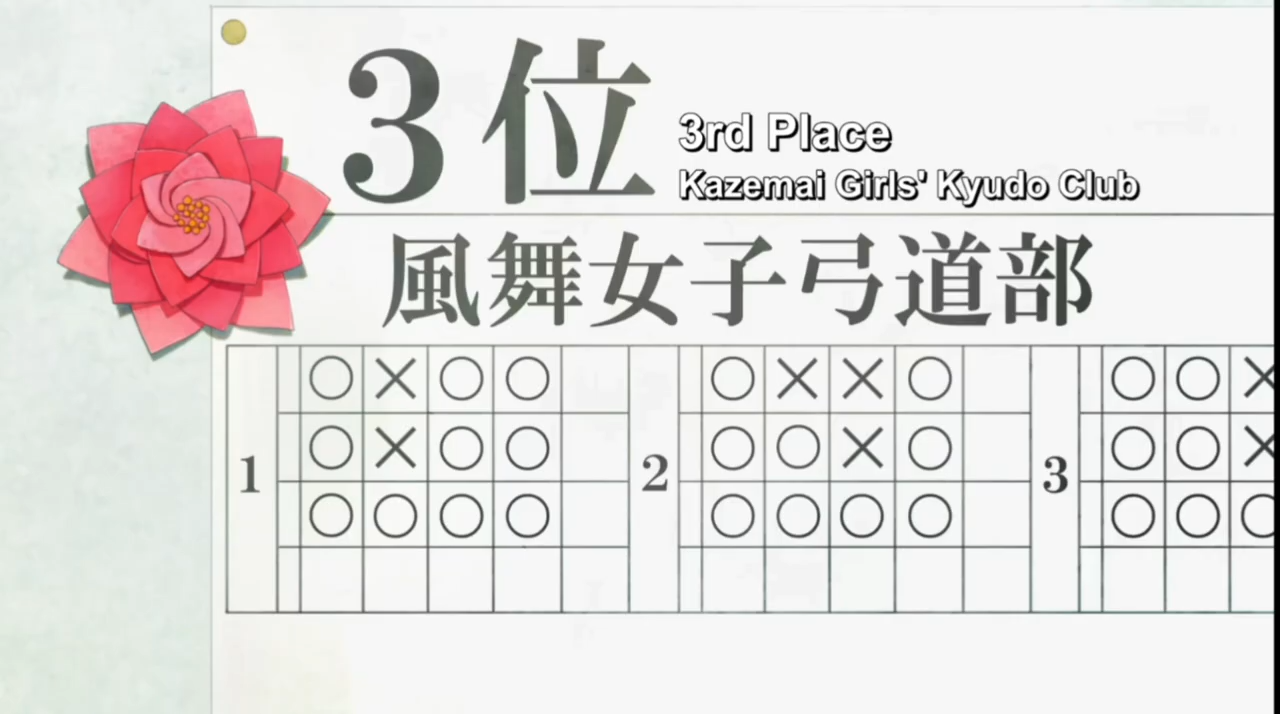 3位
3rd Place
Kazemai Girls' Kyudo Club
風舞女子弓道部
○×○○ ○××○ ○○×
1 ○×○○ 2 ○○×○ 3 ○○×
○○○○ ○○○○ ○○○